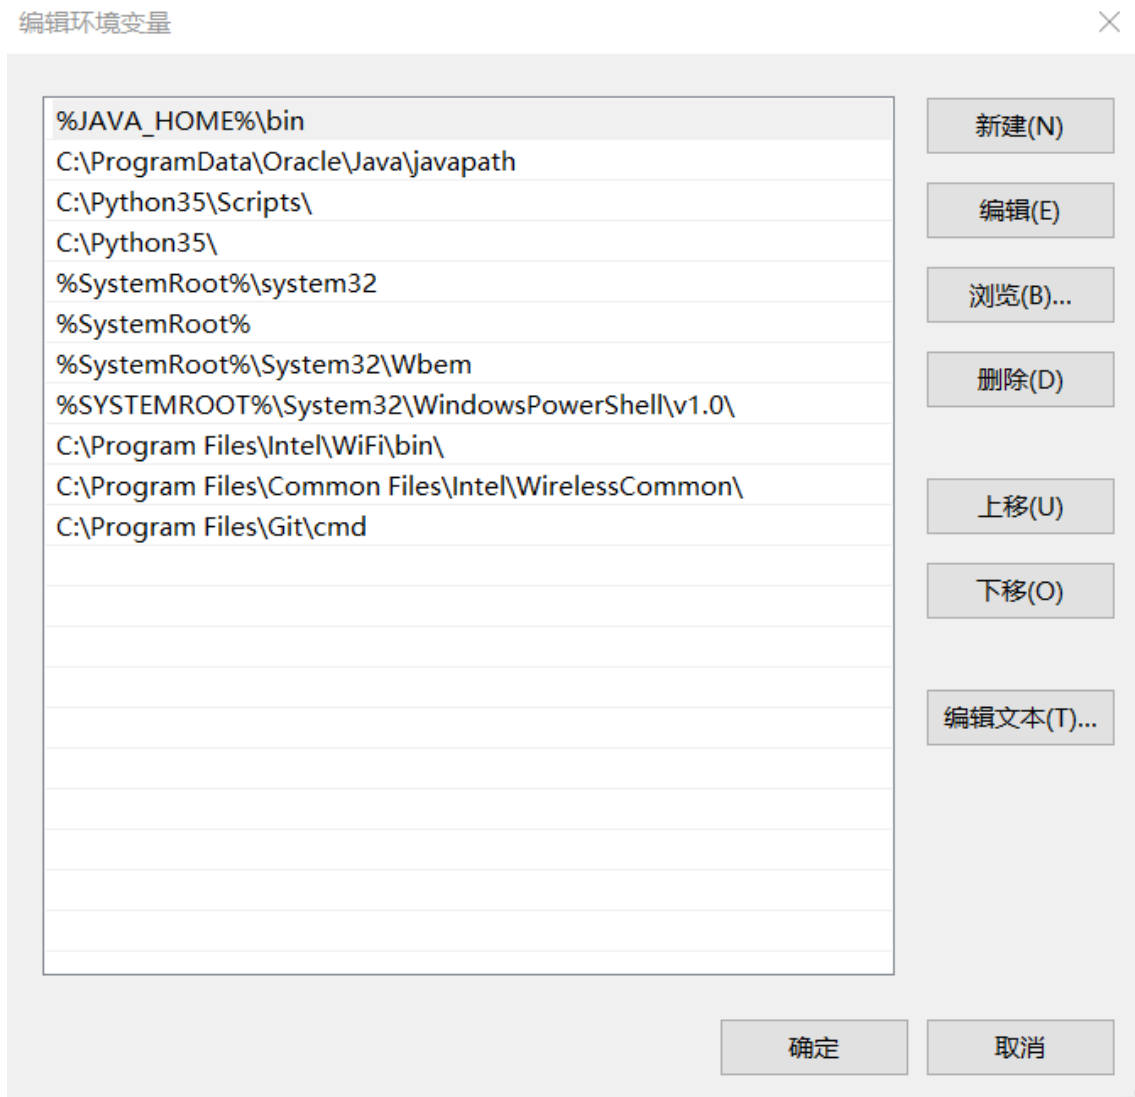 编辑环境变量
%JAVA_HOME%\bin
C:\ProgramData\Oracle\Java\javapath
C:\Python35\Scripts\
C:\Python35\
%SystemRoot%\system32
%SystemRoot%
%SystemRoot%\System32\Wbem
%SYSTEMROOT%\System32\WindowsPowerShell\v1.0\
C:\Program Files\Intel\WiFi\bin\
C:\Program Files\Common Files\Intel\WirelessCommon\
C:\Program Files\Git\cmd
新建(N)
编辑(E)
浏览(B)...
删除(D)
上移(U)
下移(O)
编辑文本(T)...
确定
取消